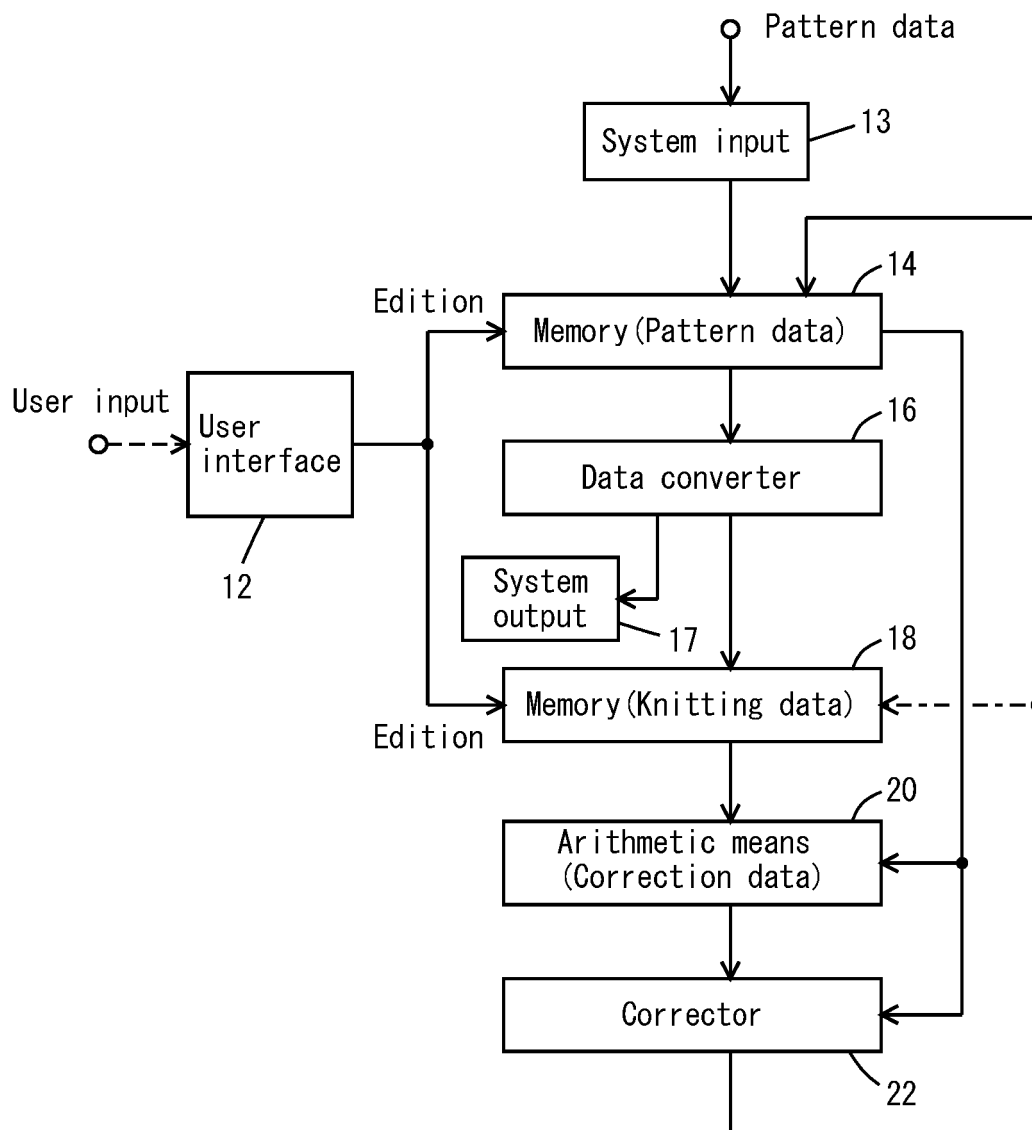 Pattern data
13
System input
14
Edition
Memory(Pattern data)
User input
User
interface
12
16
Data converter
System
output
17
18
Memory(Knitting data)
Edition
20
Arithmetic means
(Correction data)
Corrector
22